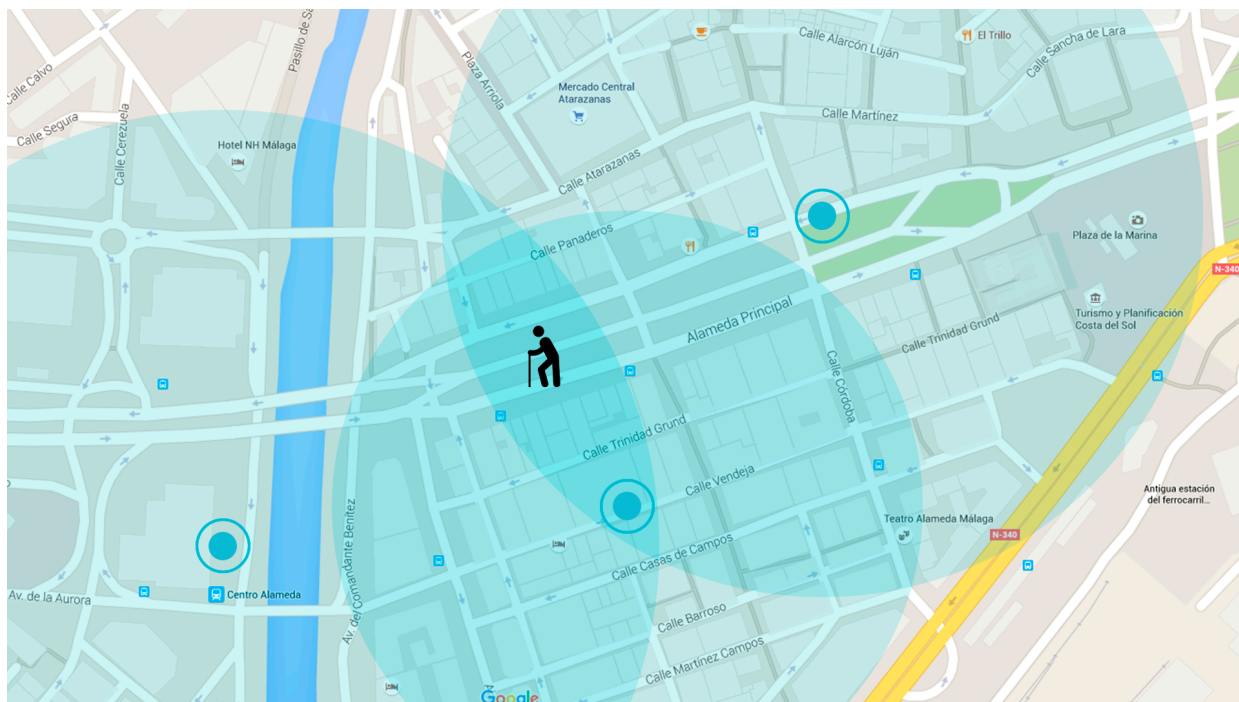 Pasillo de Sa
Calle Calvo
Calle Segura
Calle Cerezuela
Hotel NH Málaga
Plaza Arriola
Mercado Central
Atarazanas
Calle Alarcón Luján
El Trillo
Calle Sancha de Lara
Calle Martínez
Calle Atarazanas
Calle Panaderos
Plaza de la Marina
N-340
Turismo y Planificación
Costa del Sol
Alameda Principal
Calle Trinidad Grund
Calle Córdoba
Calle Trinidad Grund
Calle Vendeja
Antigua estación
del ferrocarril...
Teatro Alameda Málaga
N-340
Av. del Comandante Benítez
Calle Casas de Campos
Centro Alameda
Av. de la Aurora
Calle Barroso
Calle Martínez Campos
Google